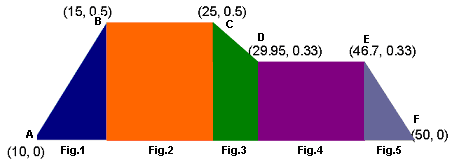 (15, 0.5)
B
(25, 0.5)
C
D
(29.95, 0.33)
E
(46.7, 0.33)
A
(10, 0)
F
(50, 0)
Fig.1
Fig.2
Fig.3
Fig.4
Fig.5